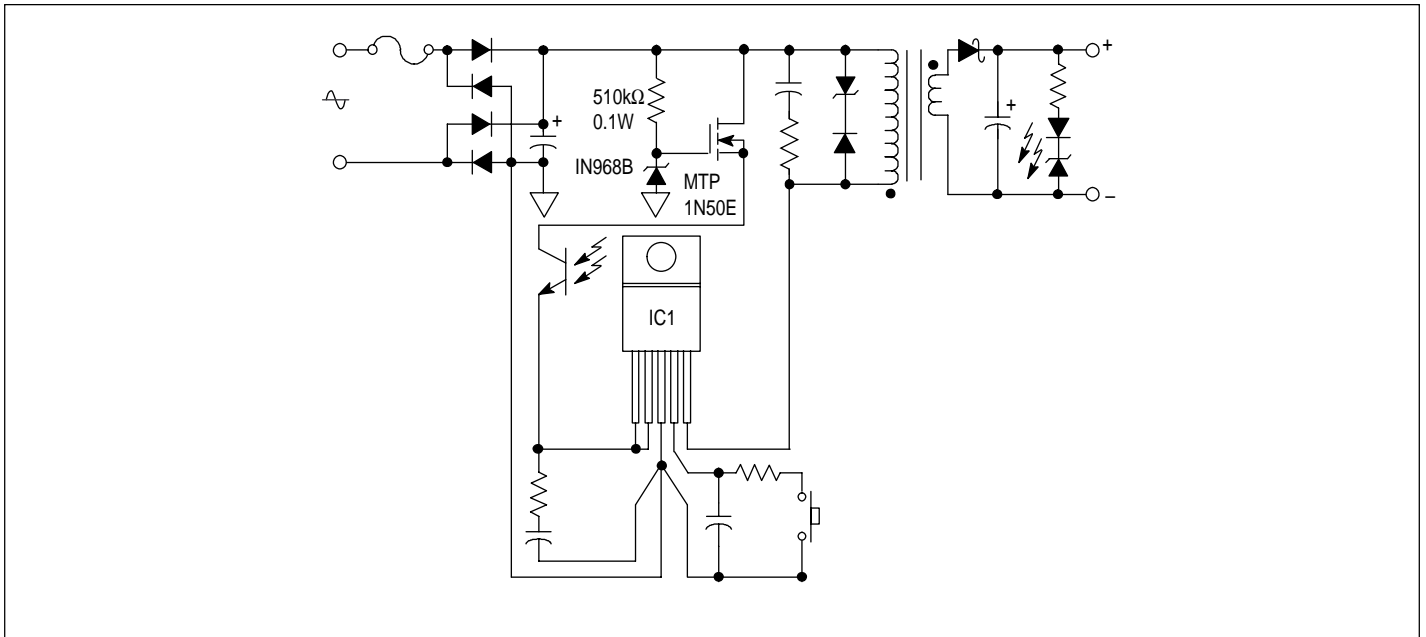 +
510kΩ
0.1W
+
+
IN968B
MTP
1N50E
–
IC1